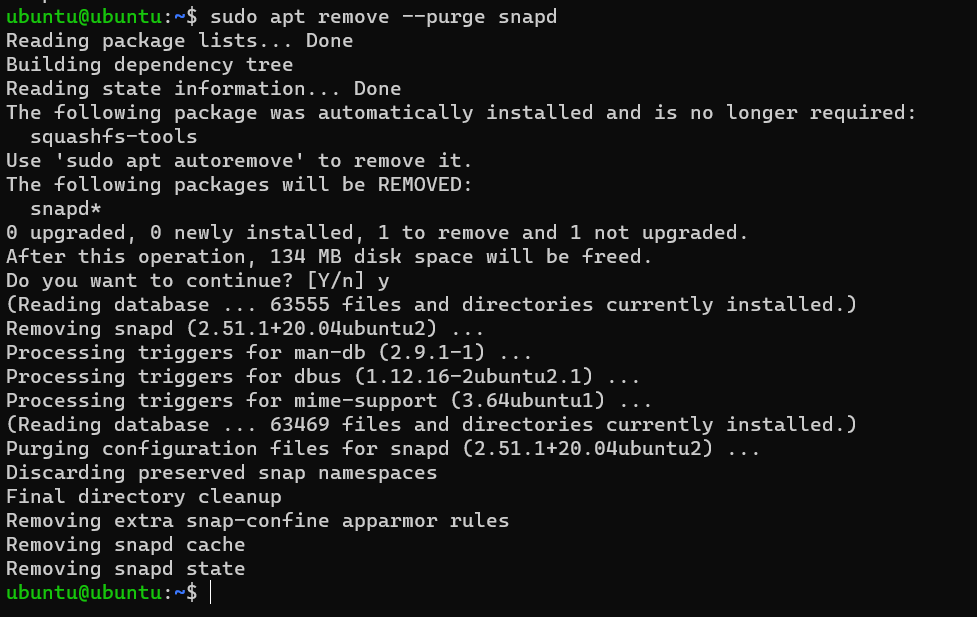 ubuntu@ubuntu:~$ sudo apt remove --purge snapd
Reading package lists... Done
Building dependency tree
Reading state information... Done
The following package was automatically installed and is no longer required:
  squashfs-tools
Use 'sudo apt autoremove' to remove it.
The following packages will be REMOVED:
  snapd*
0 upgraded, 0 newly installed, 1 to remove and 1 not upgraded.
After this operation, 134 MB disk space will be freed.
Do you want to continue? [Y/n] y
(Reading database ... 63555 files and directories currently installed.)
Removing snapd (2.51.1+20.04ubuntu2) ...
Processing triggers for man-db (2.9.1-1) ...
Processing triggers for dbus (1.12.16-2ubuntu2.1) ...
Processing triggers for mime-support (3.64ubuntu1) ...
(Reading database ... 63469 files and directories currently installed.)
Purging configuration files for snapd (2.51.1+20.04ubuntu2) ...
Discarding preserved snap namespaces
Final directory cleanup
Removing extra snap-confine apparmor rules
Removing snapd cache
Removing snapd state
ubuntu@ubuntu:~$